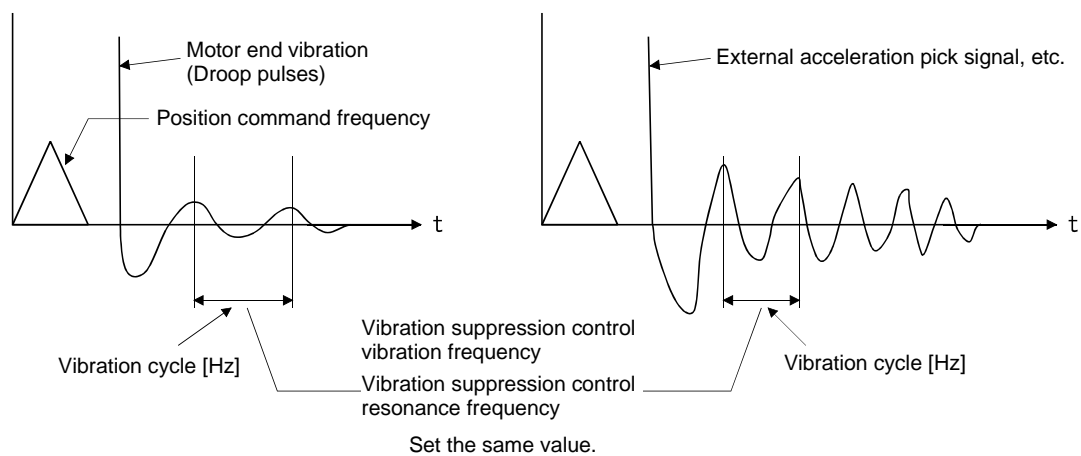 Motor end vibration
(Droop pulses)
Position command frequency
t
Vibration cycle [Hz]
External acceleration pick signal, etc.
t
Vibration cycle [Hz]
Vibration suppression control
vibration frequency
Vibration suppression control
resonance frequency
Set the same value.